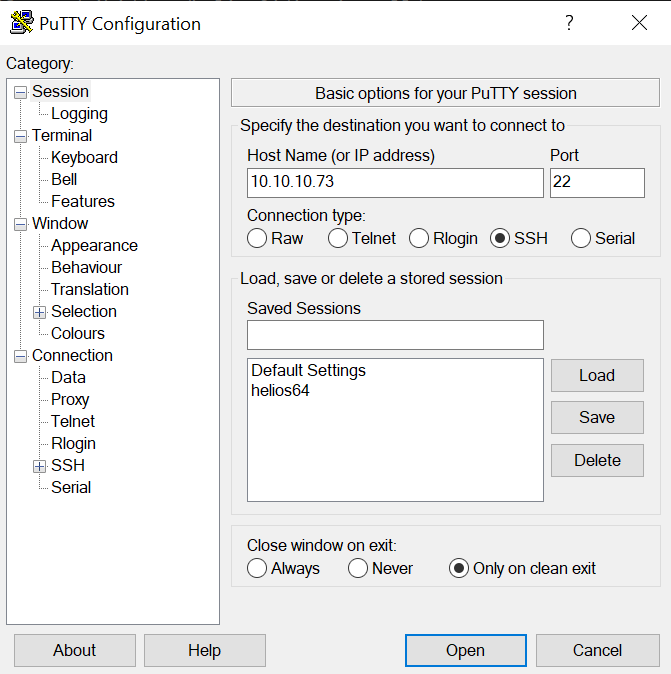 PuTTY Configuration
?
Category:
Session
Logging
Terminal
Keyboard
Bell
Features
Window
Appearance
Behaviour
Translation
Selection
Colours
Connection
Data
Proxy
Telnet
Rlogin
SSH
Serial
Basic options for your PuTTY session
Specify the destination you want to connect to
Host Name (or IP address) Port
10.10.10.73 22
Connection type:
Raw Telnet Rlogin SSH Serial
Load, save or delete a stored session
Saved Sessions
Default Settings
helios64
Load
Save
Delete
Close window on exit:
Always Never Only on clean exit
About Help Open Cancel